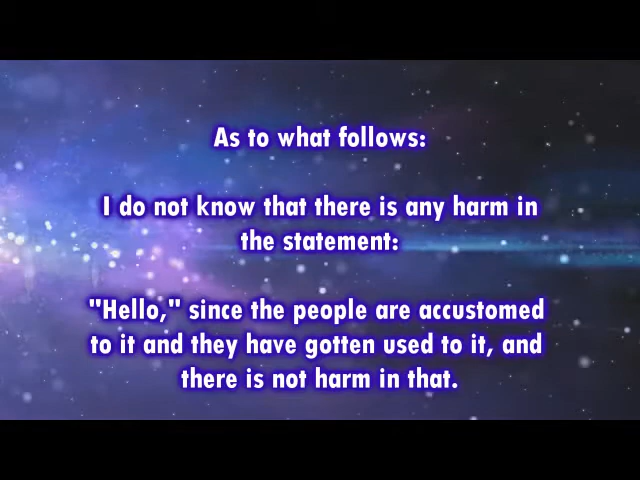 As to what follows:
I do not know that there is any harm in
the statement:
"Hello," since the people are accustomed
to it and they have gotten used to it, and
there is not harm in that.